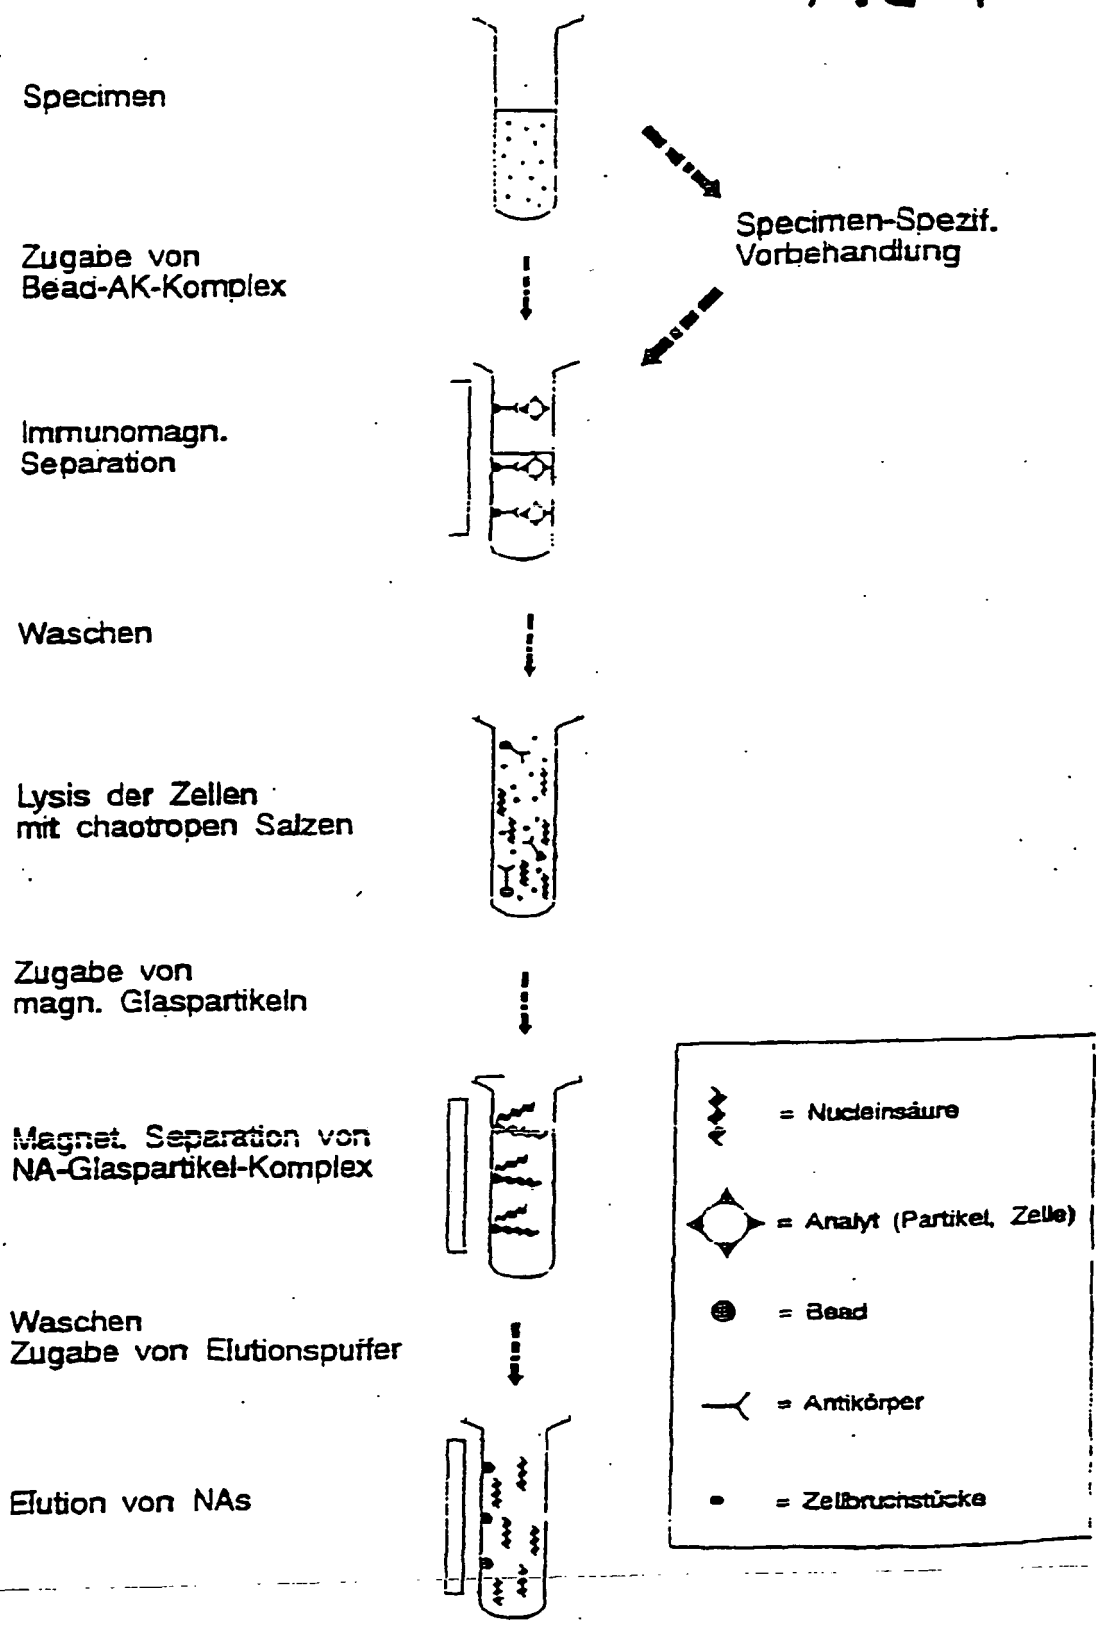 Specimen
Specimen-Spezif.
Vorbehandlung
Zugabe von
Bead-AK-Komplex
Immunomagn.
Separation
Waschen
Lysis der Zellen
mit chaotropen Salzen
Zugabe von
magn. Glaspartikeln
Magnet. Separation von
NA-Glaspartikel-Komplex
Waschen
Zugabe von Elutionspuffer
Elution von NAs
= Nucleinsäure
= Analyt (Partikel, Zelle)
= Bead
= Antikörper
= Zellbruchstücke